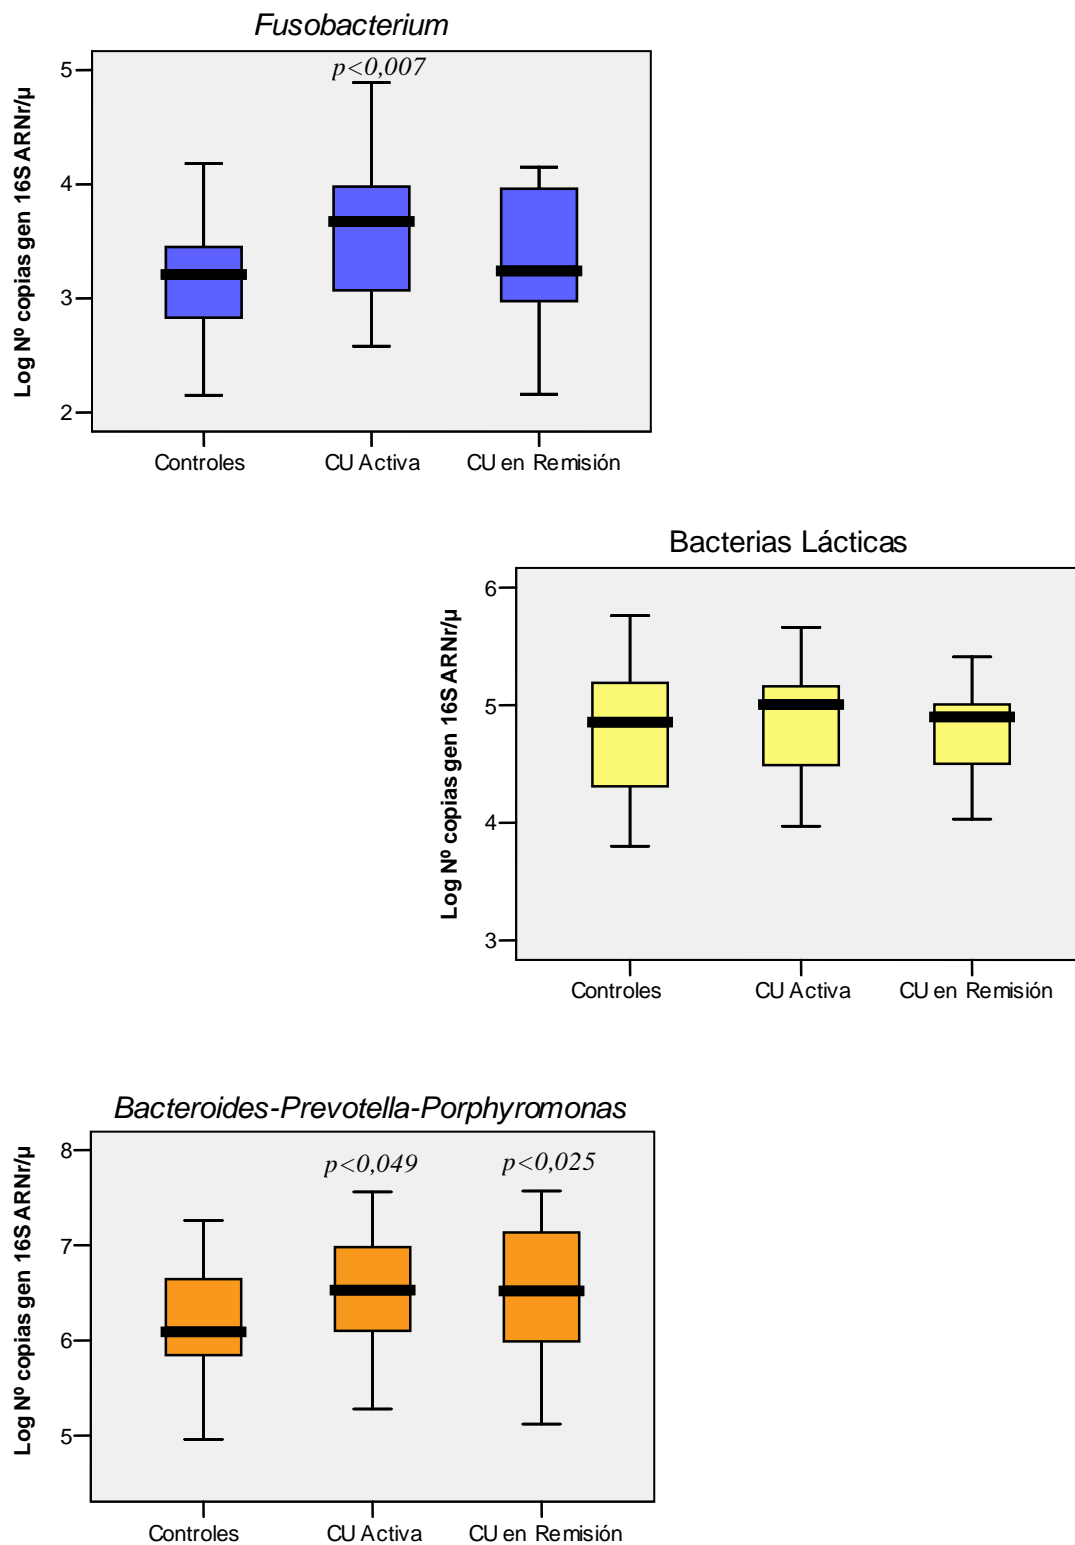 Fusobacterium
p<0,007
Log Nº copias gen 16S ARNr/µ
5
4
3
2
Controles CU Activa CU en Remisión
Bacterias Lácticas
Log Nº copias gen 16S ARNr/µ
6
5
4
3
Controles CU Activa CU en Remisión
Bacteroides-Prevotella-Porphyromonas
p<0,049 p<0,025
Log Nº copias gen 16S ARNr/µ
8
7
6
5
Controles CU Activa CU en Remisión